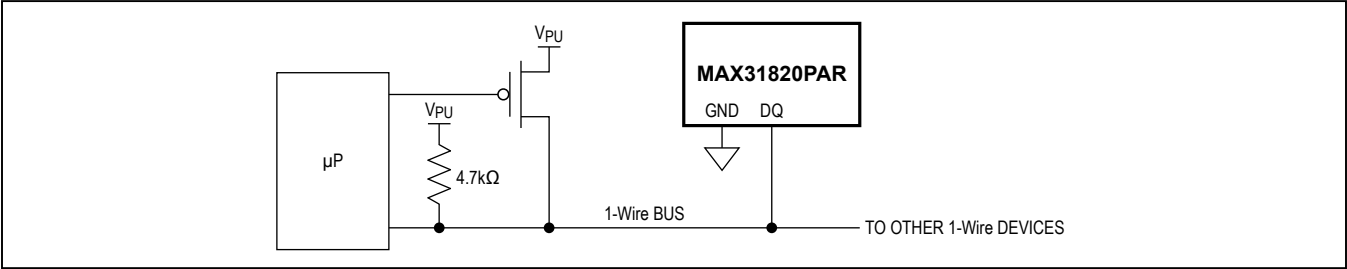 VPU
MAX31820PAR
GND DQ
VPU
µP
4.7kΩ
1-Wire BUS
TO OTHER 1-Wire DEVICES